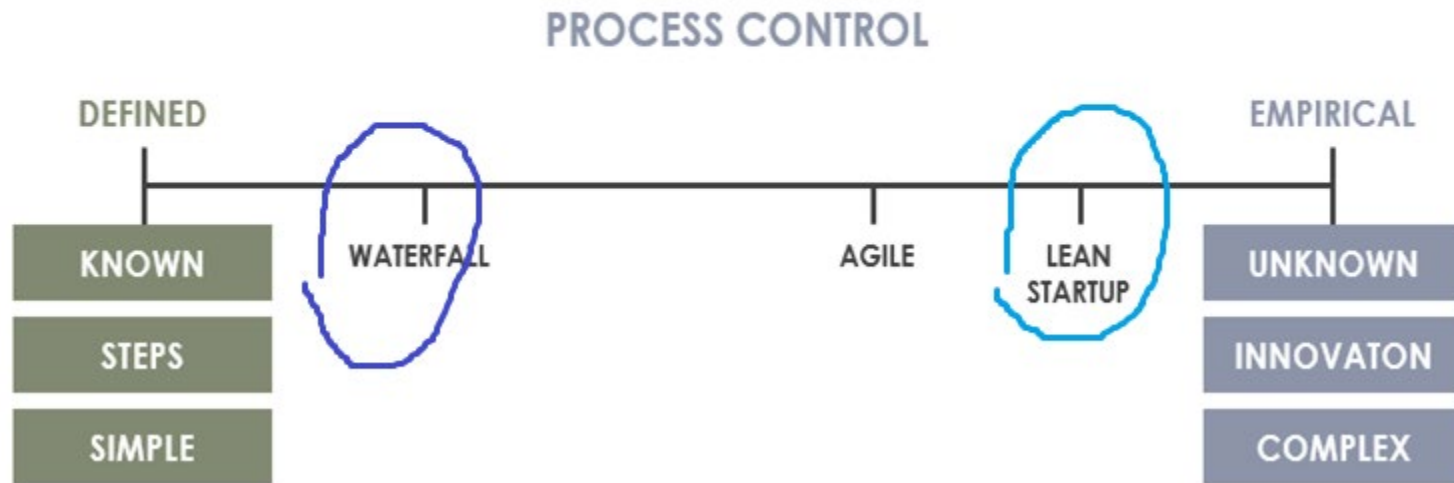 PROCESS CONTROL
DEFINED
EMPIRICAL
WATERFALL
AGILE
LEAN
STARTUP
KNOWN
STEPS
SIMPLE
UNKNOWN
INNOVATON
COMPLEX